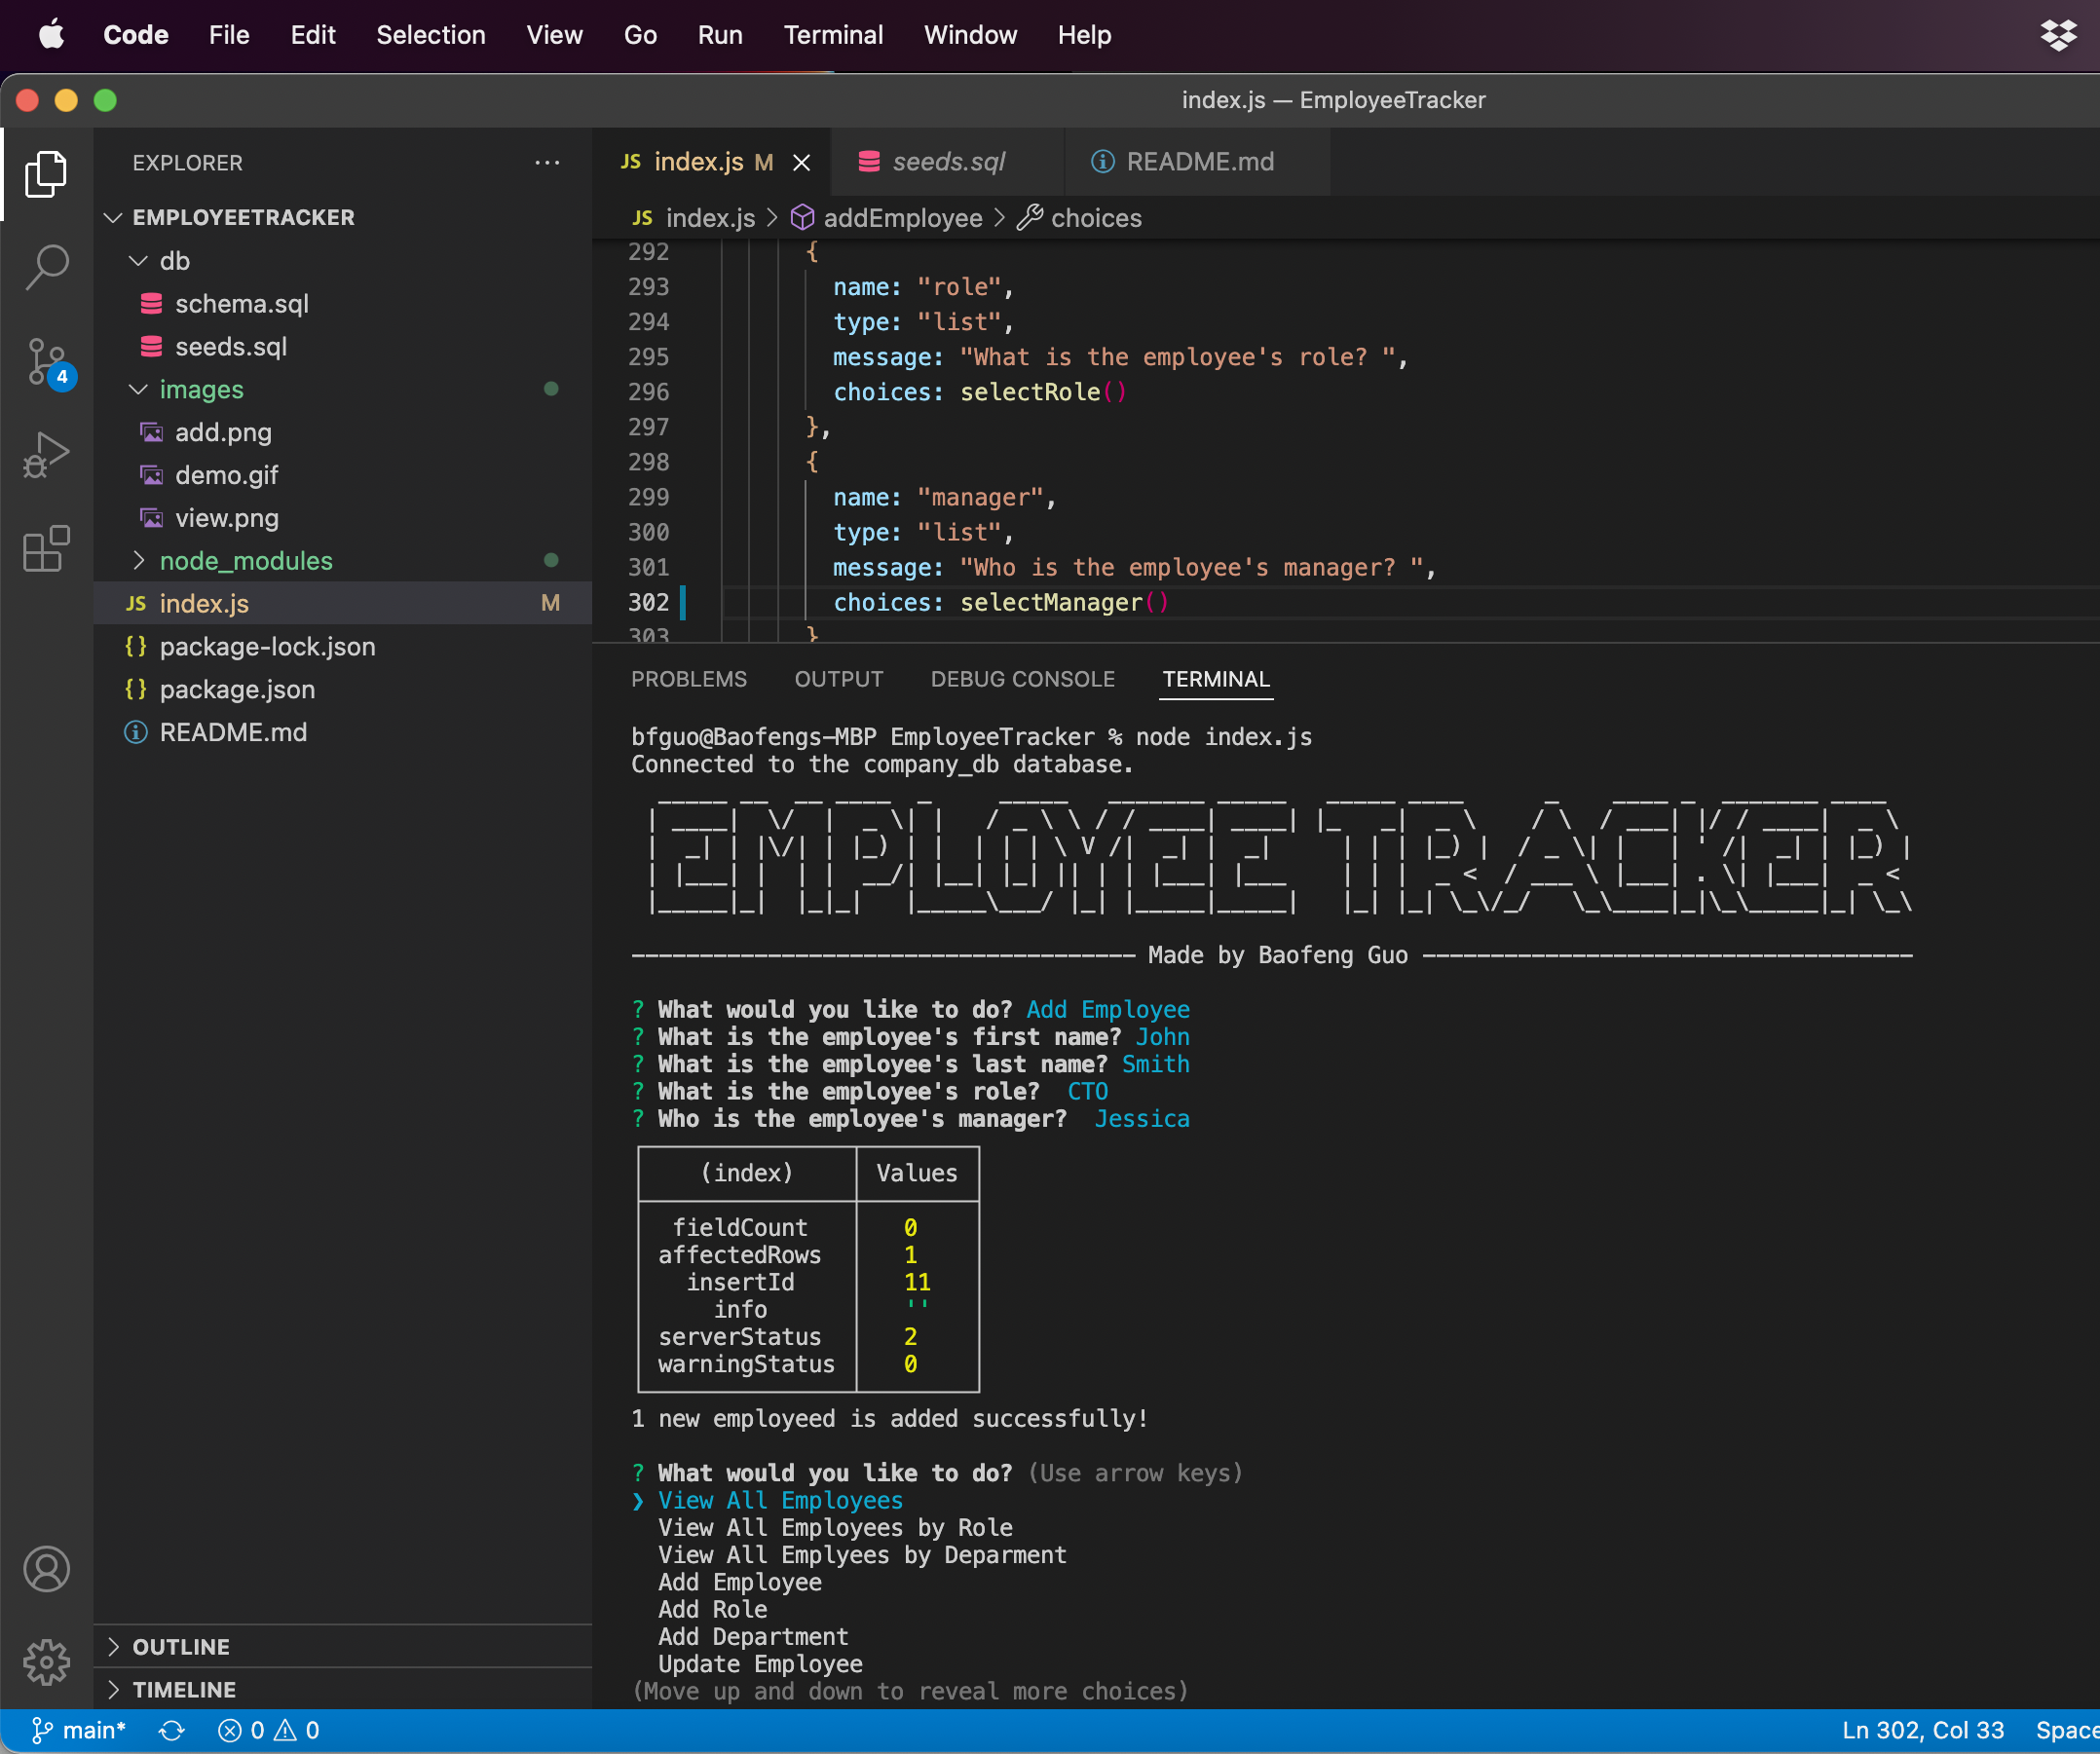 Code File Edit Selection View Go Run Terminal Window Help
index.js — EmployeeTracker
EXPLORER
EMPLOYEETRACKER
db
schema.sql
seeds.sql
images
add.png
demo.gif
view.png
node_modules
JS index.js M
{} package-lock.json
{} package.json
README.md
4
OUTLINE
TIMELINE
JS index.js M seeds.sql README.md
JS index.js > addEmployee > choices
292 {
293 name: "role",
294 type: "list",
295 message: "What is the employee's role? ",
296 choices: selectRole()
297 },
298 {
299 name: "manager",
300 type: "list",
301 message: "Who is the employee's manager? ",
302 choices: selectManager()
303 }
PROBLEMS OUTPUT DEBUG CONSOLE TERMINAL
bfguo@Baofengs-MBP EmployeeTracker % node index.js
Connected to the company_db database.
EMPLOYEE TRACKER
------------------------------------- Made by Baofeng Guo ------------------------------------
? What would you like to do? Add Employee
? What is the employee's first name? John
? What is the employee's last name? Smith
? What is the employee's role?  CTO
? Who is the employee's manager?  Jessica
(index) Values
fieldCount 0
affectedRows 1
insertId 11
info ''
serverStatus 2
warningStatus 0
1 new employeed is added successfully!
? What would you like to do? (Use arrow keys)
❯ View All Employees
View All Employees by Role
View All Emplyees by Deparment
Add Employee
Add Role
Add Department
Update Employee
(Move up and down to reveal more choices)
main* 0 0 Ln 302, Col 33 Space